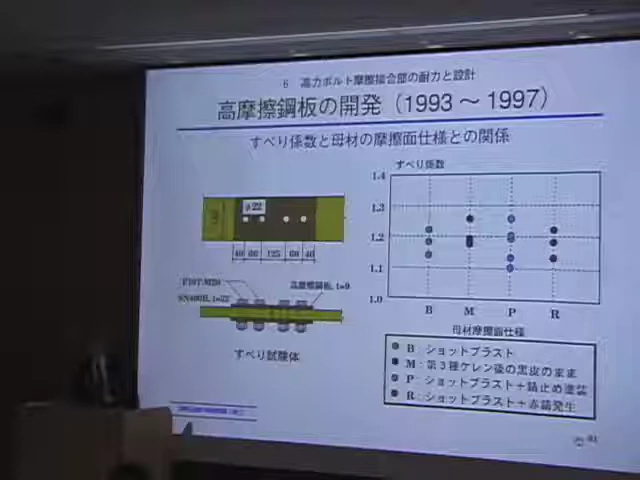 6 高力ボルト摩擦接合部の耐力と設計
高摩擦鋼板の開発（1993～1997）
すべり係数と母材の摩擦面仕様との関係
すべり係数
1.4
1.3
1.2
1.1
1.0
B M P R
母材摩擦面仕様
φ22
40 60 125 60 40
F10T-M20
高摩擦鋼板, t=9
SN400B, t=22
すべり試験体
B：ショットブラスト
M：第3種ケレン後の黒皮のまま
P：ショットブラスト＋錆止め塗装
R：ショットブラスト＋赤錆発生